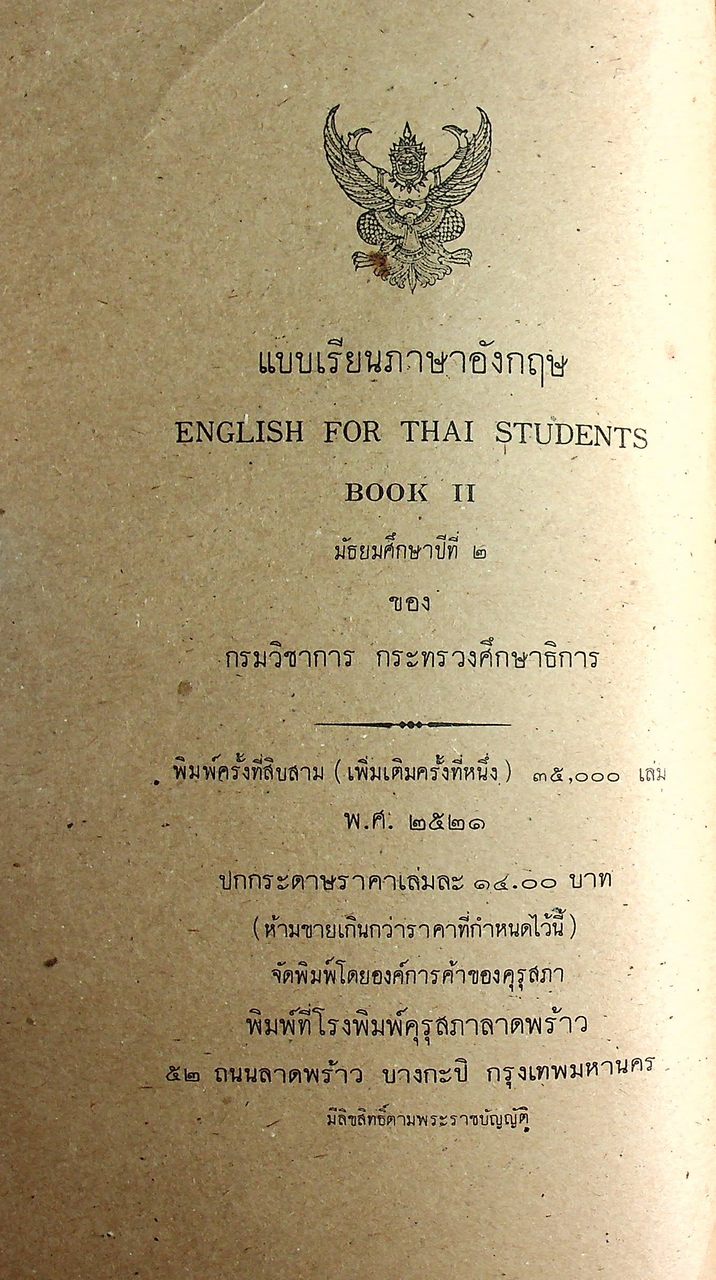 แบบเรียนภาษาอังกฤษ
ENGLISH FOR THAI STUDENTS
BOOK II
มัธยมศึกษาปีที่ ๒
ของ
กรมวิชาการ กระทรวงศึกษาธิการ
พิมพ์ครั้งที่สิบสาม (เพิ่มเติมครั้งที่หนึ่ง) ๓๕,๐๐๐ เล่ม
พ.ศ. ๒๕๒๑
ปกกระดาษราคาเล่มละ ๑๔.๐๐ บาท
(ห้ามขายเกินกว่าราคาที่กำหนดไว้นี้)
จัดพิมพ์โดยองค์การค้าของคุรุสภา
พิมพ์ที่โรงพิมพ์คุรุสภาลาดพร้าว
๕๒ ถนนลาดพร้าว บางกะปิ กรุงเทพมหานคร
มีลิขสิทธิ์ตามพระราชบัญญัติ